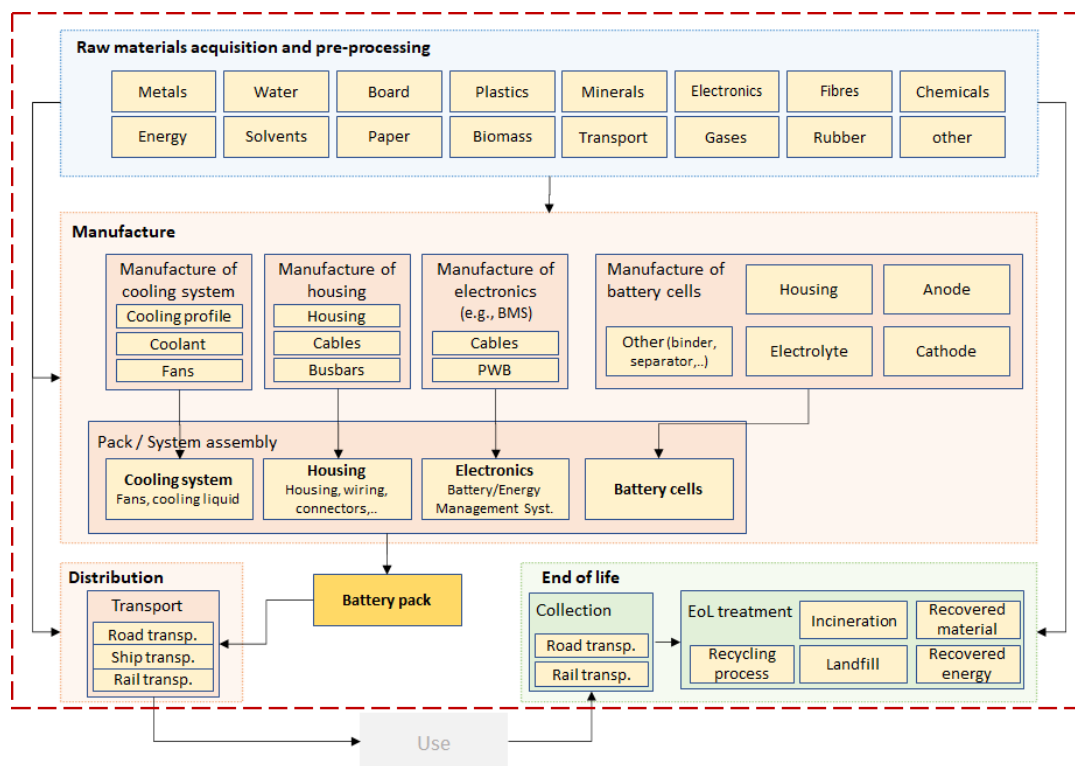 Raw materials acquisition and pre-processing
Metals
Water
Board
Plastics
Minerals
Electronics
Fibres
Chemicals
Energy
Solvents
Paper
Biomass
Transport
Gases
Rubber
other
Manufacture
Manufacture of
cooling system
Cooling profile
Coolant
Fans
Manufacture of
housing
Housing
Cables
Busbars
Manufacture of
electronics
(e.g., BMS)
Cables
PWB
Manufacture of
battery cells
Housing
Anode
Other (binder,
separator,..)
Electrolyte
Cathode
Pack / System assembly
Cooling system
Fans, cooling liquid
Housing
Housing, wiring,
connectors,..
Electronics
Battery/Energy
Management Syst.
Battery cells
Distribution
Transport
Road transp.
Ship transp.
Rail transp.
Battery pack
End of life
Collection
Road transp.
Rail transp.
EoL treatment
Incineration
Recovered
material
Recycling
process
Landfill
Recovered
energy
Use